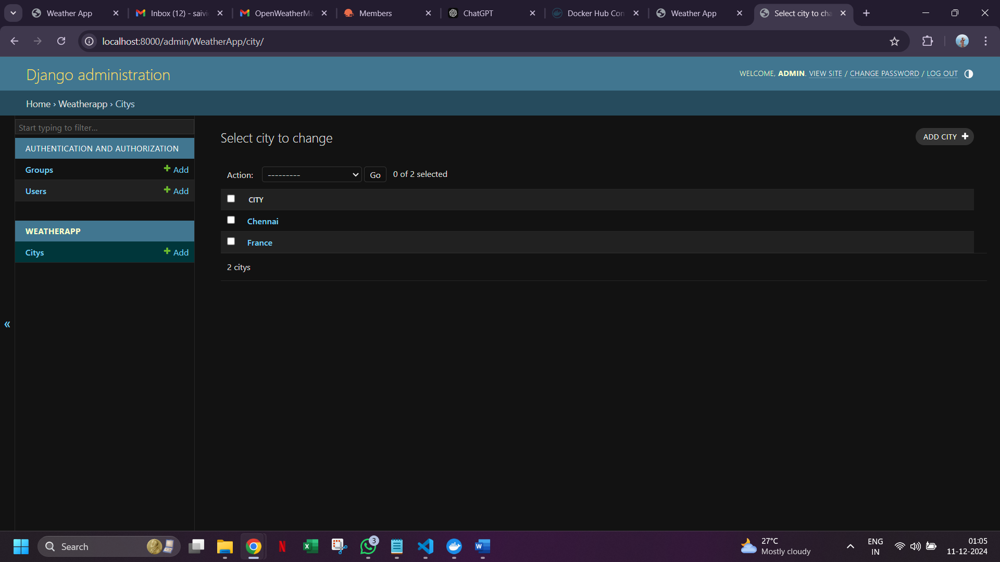 Weather App
Inbox (12) - saivi
OpenWeatherMa
Members
ChatGPT
Docker Hub Con
Weather App
Select city to cha
localhost:8000/admin/WeatherApp/city/
Django administration
WELCOME, ADMIN. VIEW SITE / CHANGE PASSWORD / LOG OUT
Home › Weatherapp › Citys
Start typing to filter...
AUTHENTICATION AND AUTHORIZATION
Groups
Add
Users
Add
WEATHERAPP
Citys
Add
«
Select city to change
ADD CITY
Action:
---------
Go
0 of 2 selected
CITY
Chennai
France
2 citys
Search
3
27°C
Mostly cloudy
ENG
IN
01:05
11-12-2024